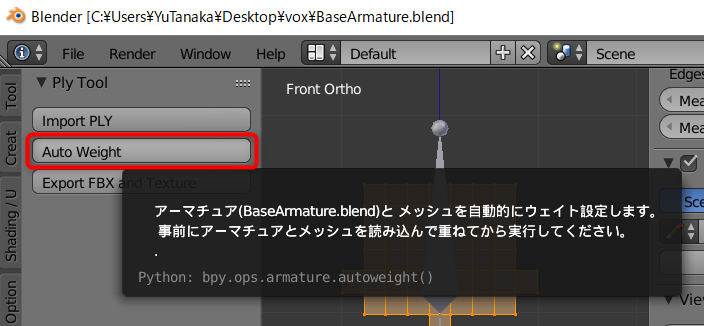 Blender [C:¥Users¥YuTanaka¥Desktop¥vox¥BaseArmature.blend]
File Render Window Help Default Scene
Ply Tool
Front Ortho
Edges
Import PLY
Mea
Auto Weight
Mea
Export FBX and Texture
アーマチュア(BaseArmature.blend)と メッシュを自動的にウェイト設定します。
事前にアーマチュアとメッシュを読み込んで重ねてから実行してください。
.
Python: bpy.ops.armature.autoweight()
Sce
View
Tool
Creat
Shading / U
Option